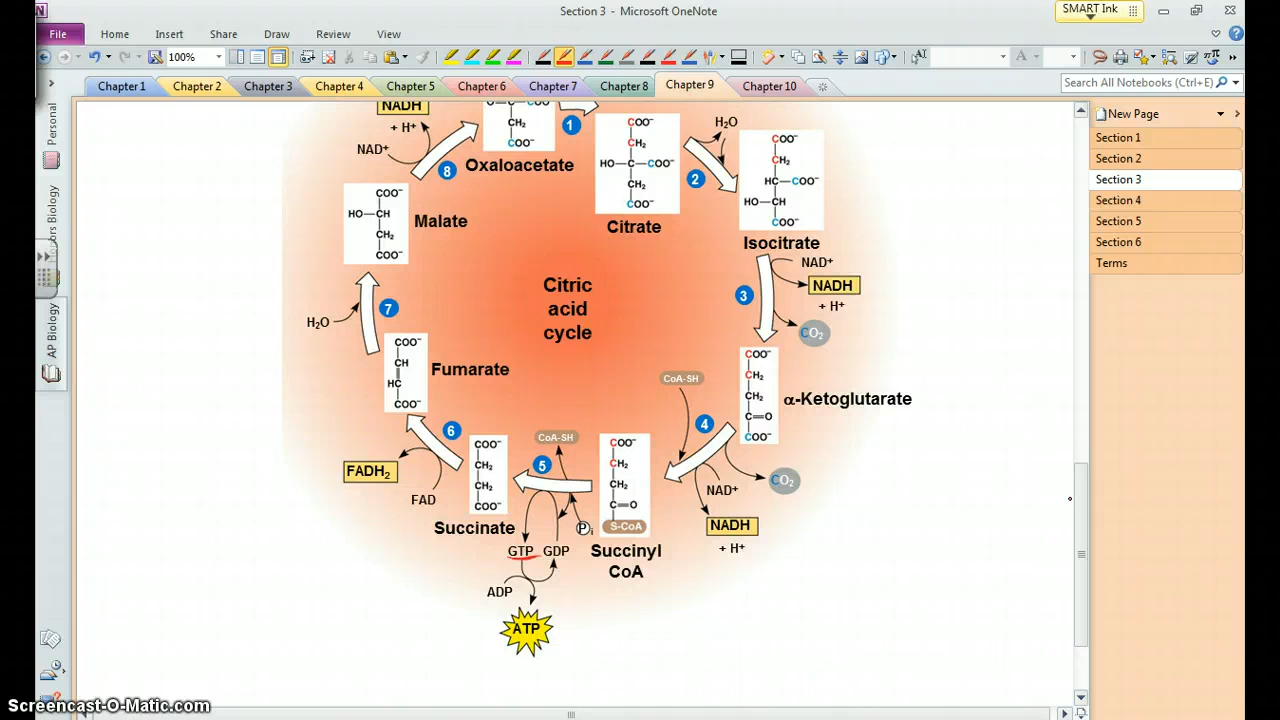 Section 3 - Microsoft OneNote
SMART Ink
File Home Insert Share Draw Review View
100%
Chapter 1 Chapter 2 Chapter 3 Chapter 4 Chapter 5 Chapter 6 Chapter 7 Chapter 8 Chapter 9 Chapter 10
Search All Notebooks (Ctrl+E)
New Page
Section 1
Section 2
Section 3
Section 4
Section 5
Section 6
Terms
Personal
AP Biology
NADH
+ H⁺
NAD⁺
8
CH₂
COO⁻
Oxaloacetate
1
COO⁻
CH₂
HO—C—COO⁻
CH₂
COO⁻
Citrate
H₂O
2
COO⁻
CH₂
HC—COO⁻
HO—CH
COO⁻
Isocitrate
NAD⁺
NADH
+ H⁺
3
CO₂
COO⁻
CH₂
CH₂
C=O
COO⁻
α-Ketoglutarate
CoA-SH
4
CO₂
NAD⁺
NADH
+ H⁺
COO⁻
CH₂
CH₂
C=O
S-CoA
Succinyl
CoA
CoA-SH
5
Pi
GTP GDP
ADP
ATP
COO⁻
CH₂
CH₂
COO⁻
Succinate
6
FADH₂
FAD
COO⁻
CH
HC
COO⁻
Fumarate
7
H₂O
COO⁻
HO—CH
CH₂
COO⁻
Malate
Citric
acid
cycle
Screencast-O-Matic.com